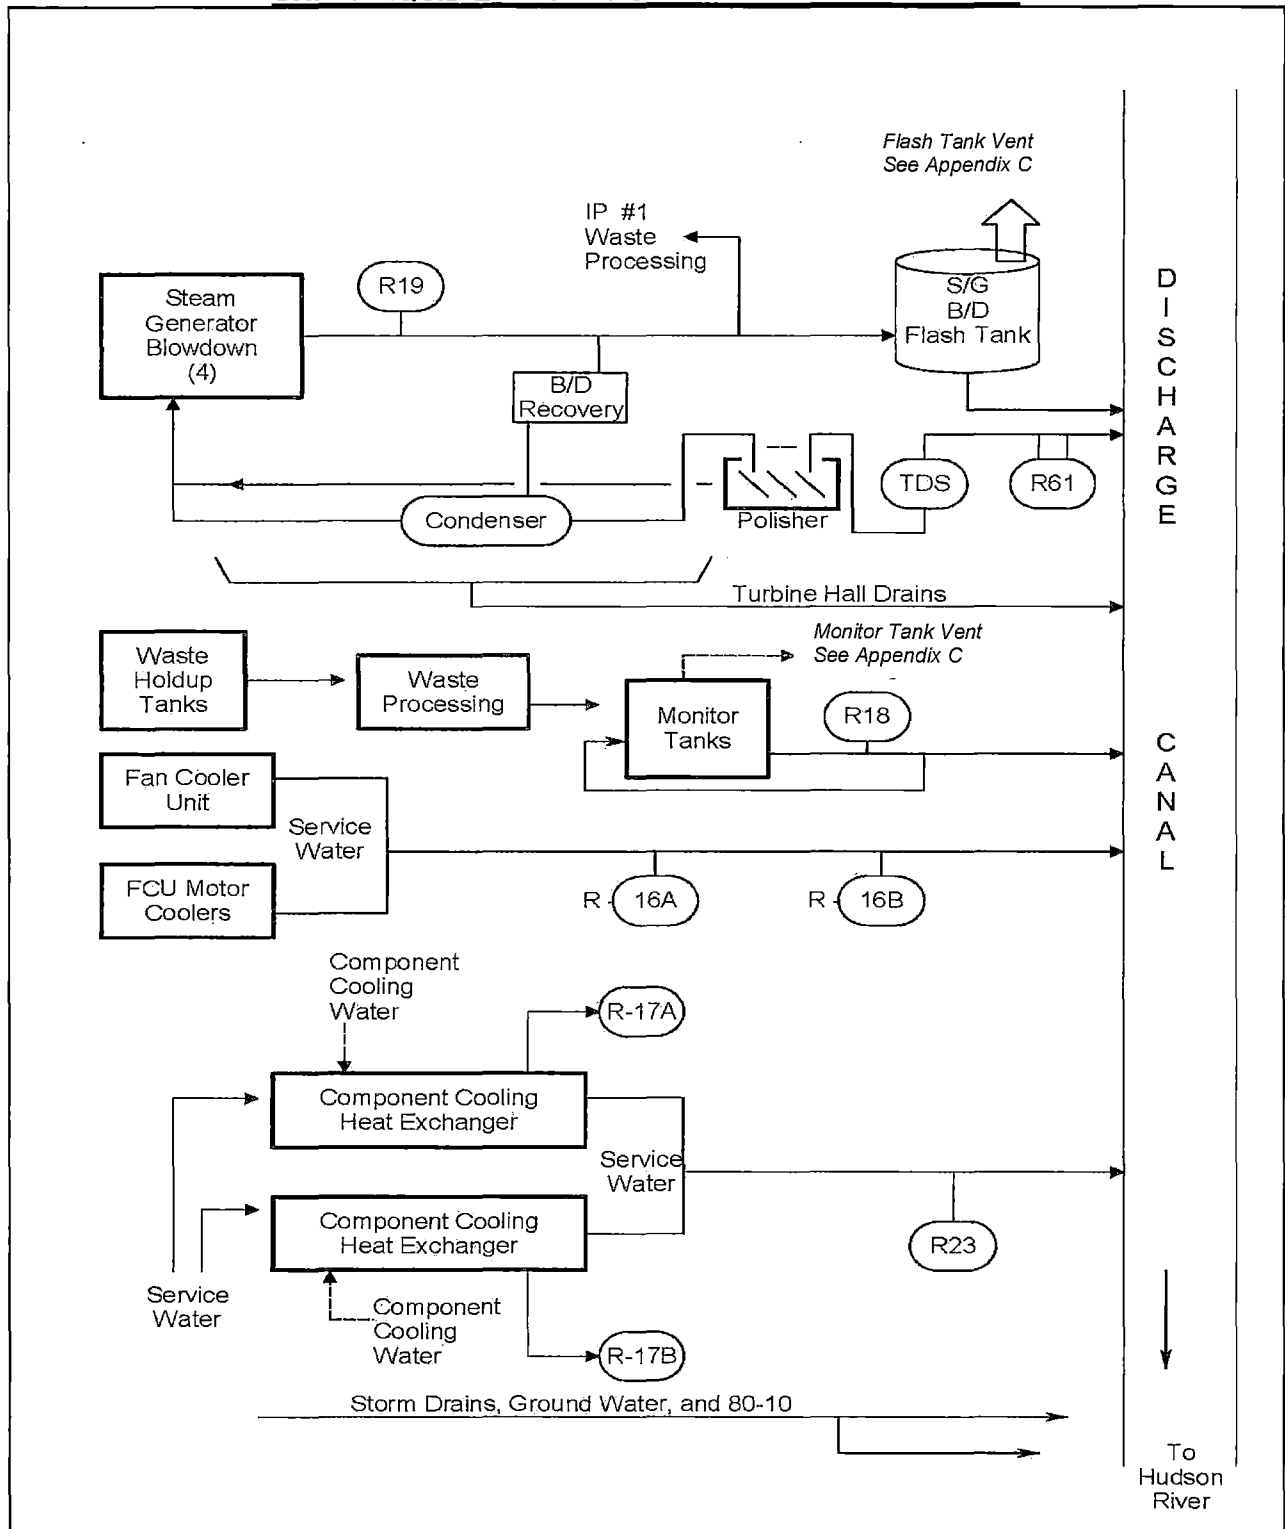 Flash Tank Vent
See Appendix C
IP #1
Waste
Processing
R19
Steam
Generator
Blowdown
(4)
S/G
B/D
Flash Tank
B/D
Recovery
TDS
R61
Condenser
Polisher
Turbine Hall Drains
Monitor Tank Vent
See Appendix C
Waste
Holdup
Tanks
Waste
Processing
Monitor
Tanks
R18
Fan Cooler
Unit
Service
Water
FCU Motor
Coolers
R - 16A
R - 16B
Component
Cooling
Water
R-17A
Component Cooling
Heat Exchanger
Service
Water
Component Cooling
Heat Exchanger
R23
Service
Water
Component
Cooling
Water
R-17B
Storm Drains, Ground Water, and 80-10
DISCHARGE
CANAL
To
Hudson
River